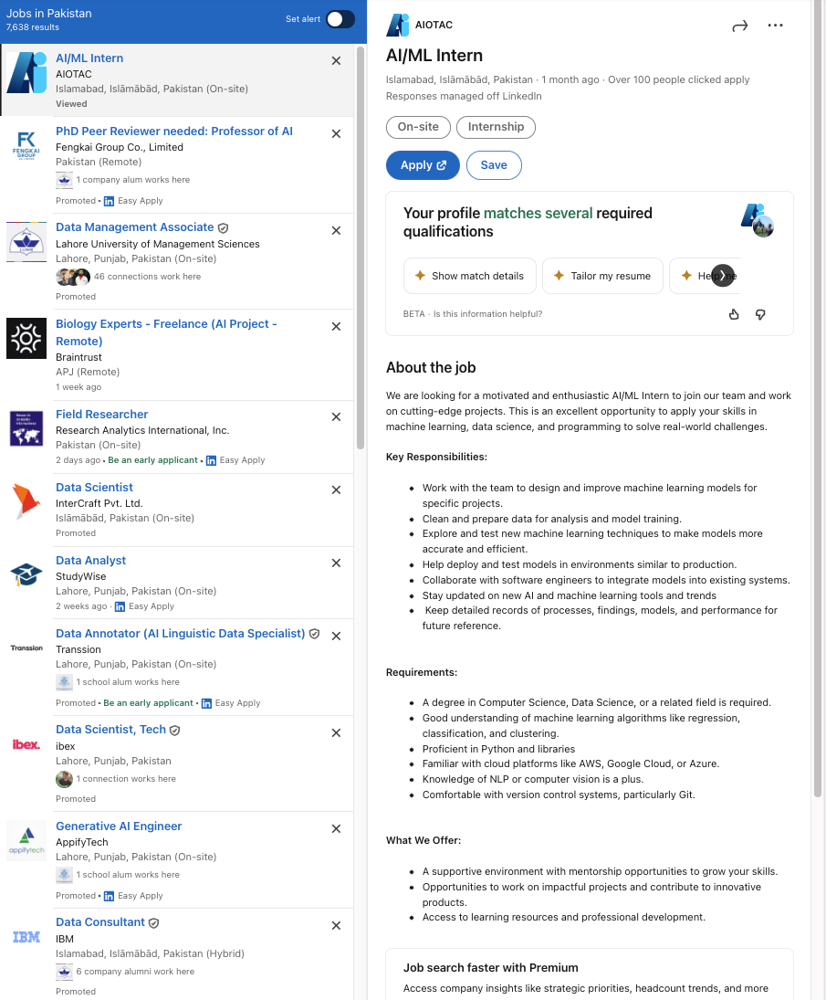 Jobs in Pakistan
7,638 results
Set alert
AI/ML Intern
AIOTAC
Islamabad, Islāmābād, Pakistan (On-site)
Viewed
FK
FENGKAI
GROUP
PhD Peer Reviewer needed: Professor of AI
Fengkai Group Co., Limited
Pakistan (Remote)
1 company alum works here
Promoted • in Easy Apply
LUMS
Data Management Associate
Lahore University of Management Sciences
Lahore, Punjab, Pakistan (On-site)
46 connections work here
Promoted
Biology Experts - Freelance (AI Project -
Remote)
Braintrust
APJ (Remote)
1 week ago
Field Researcher
Research Analytics International, Inc.
Pakistan (On-site)
2 days ago • Be an early applicant • in Easy Apply
Data Scientist
InterCraft Pvt. Ltd.
Islāmābād, Pakistan (On-site)
Promoted
Data Analyst
StudyWise
Lahore, Punjab, Pakistan (On-site)
2 weeks ago · in Easy Apply
Transsion
Data Annotator (AI Linguistic Data Specialist)
Transsion
Lahore, Punjab, Pakistan (On-site)
1 school alum works here
Promoted • Be an early applicant • in Easy Apply
ibex.
Data Scientist, Tech
ibex
Lahore, Punjab, Pakistan
1 connection works here
Promoted
appifytech
Generative AI Engineer
AppifyTech
Lahore, Punjab, Pakistan (On-site)
1 school alum works here
Promoted • in Easy Apply
IBM
Data Consultant
IBM
Islamabad, Islāmābād, Pakistan (Hybrid)
6 company alumni work here
Promoted
Ai AIOTAC
AI/ML Intern
Islamabad, Islāmābād, Pakistan · 1 month ago · Over 100 people clicked apply
Responses managed off LinkedIn
On-site Internship
Apply Save
Your profile matches several required
qualifications
Show match details Tailor my resume
BETA · Is this information helpful?
About the job
We are looking for a motivated and enthusiastic AI/ML Intern to join our team and work
on cutting-edge projects. This is an excellent opportunity to apply your skills in
machine learning, data science, and programming to solve real-world challenges.
Key Responsibilities:
• Work with the team to design and improve machine learning models for
specific projects.
• Clean and prepare data for analysis and model training.
• Explore and test new machine learning techniques to make models more
accurate and efficient.
• Help deploy and test models in environments similar to production.
• Collaborate with software engineers to integrate models into existing systems.
• Stay updated on new AI and machine learning tools and trends
• Keep detailed records of processes, findings, models, and performance for
future reference.
Requirements:
• A degree in Computer Science, Data Science, or a related field is required.
• Good understanding of machine learning algorithms like regression,
classification, and clustering.
• Proficient in Python and libraries
• Familiar with cloud platforms like AWS, Google Cloud, or Azure.
• Knowledge of NLP or computer vision is a plus.
• Comfortable with version control systems, particularly Git.
What We Offer:
• A supportive environment with mentorship opportunities to grow your skills.
• Opportunities to work on impactful projects and contribute to innovative
products.
• Access to learning resources and professional development.
Job search faster with Premium
Access company insights like strategic priorities, headcount trends, and more